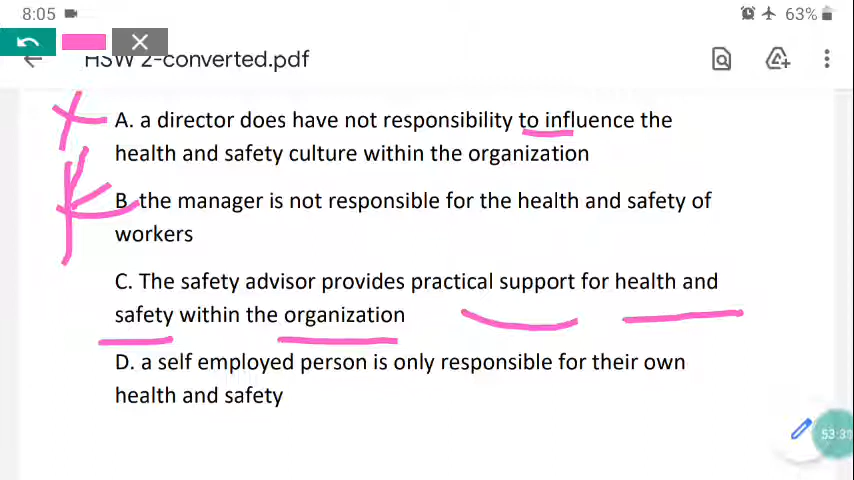 8:05
63%
HSW 2-converted.pdf
A. a director does have not responsibility to influence the
health and safety culture within the organization
B. the manager is not responsible for the health and safety of
workers
C. The safety advisor provides practical support for health and
safety within the organization
D. a self employed person is only responsible for their own
health and safety